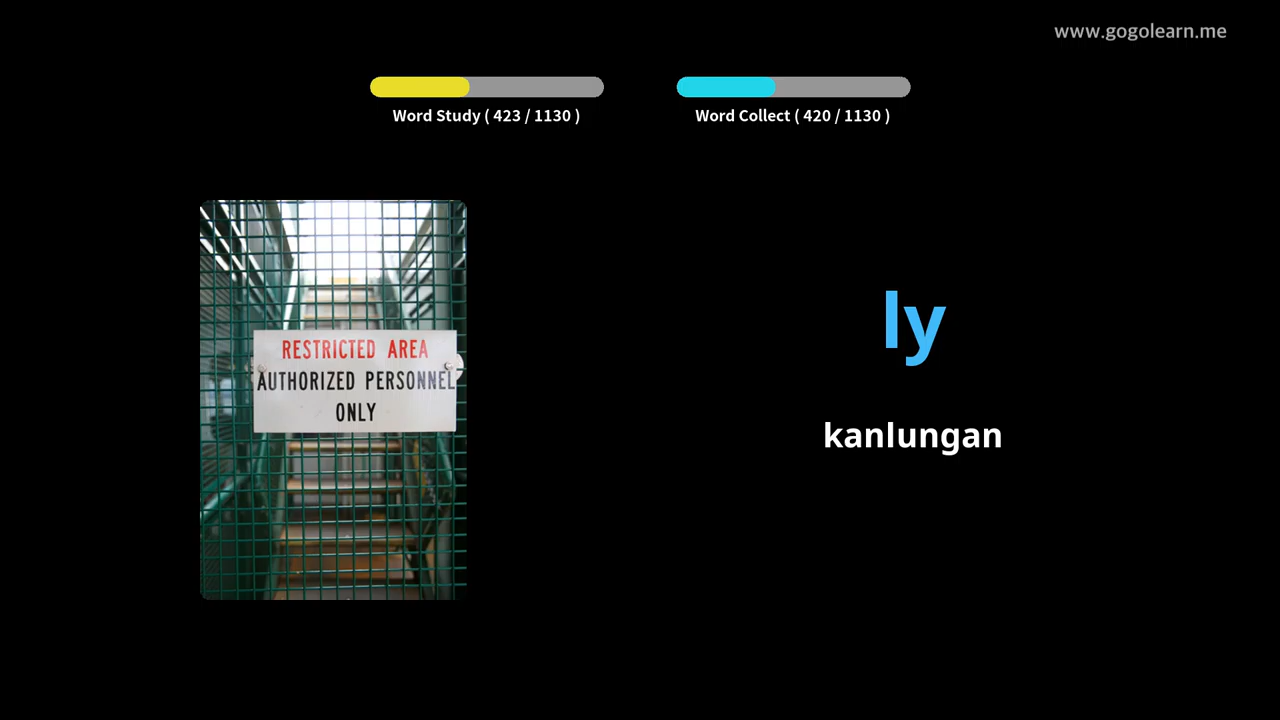 www.gogolearn.me
Word Study ( 423 / 1130 )
Word Collect ( 420 / 1130 )
RESTRICTED AREA
AUTHORIZED PERSONNEL
ONLY
ly
kanlungan